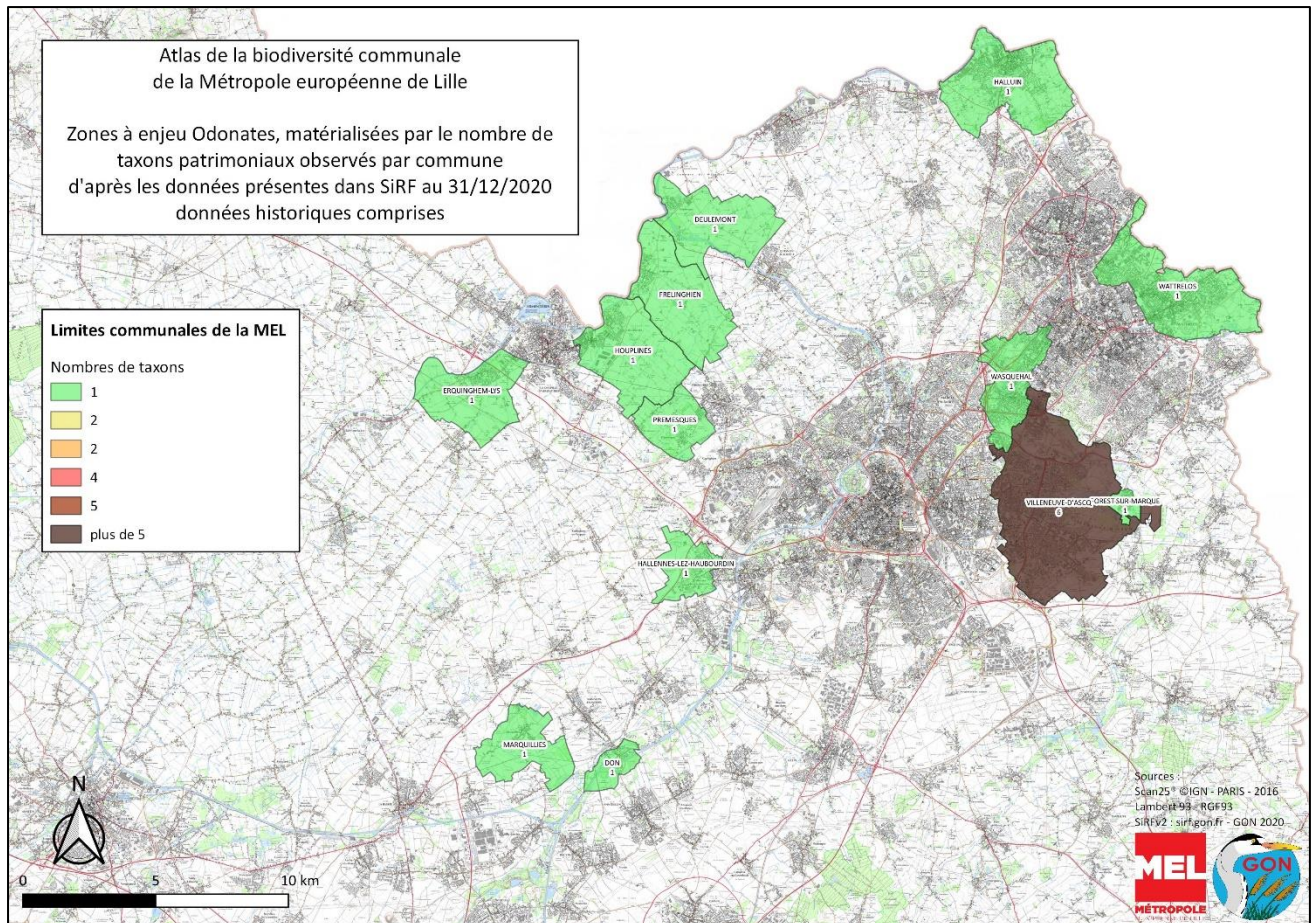 Atlas de la biodiversité communale
de la Métropole européenne de Lille
Zones à enjeu Odonates, matérialisées par le nombre de
taxons patrimoniaux observés par commune
d'après les données présentes dans SiRF au 31/12/2020
données historiques comprises
HALLUIN
1
DEULEMONT
1
FRELINGHIEN
1
WATTRELOS
1
HOUPLINES
1
WASQUEHAL
1
ERQUINGHEM-LYS
1
PREMESQUES
1
VILLENEUVE-D'ASCQ
6
OREST-SUR-MARQUE
1
HALLENNES-LEZ-HAUBOURDIN
1
MARQUILLIES
1
DON
1
Limites communales de la MEL
Nombres de taxons
1
2
2
4
5
plus de 5
N
0 5 10 km
Sources :
Scan25® ©IGN - PARIS - 2016
Lambert 93 - RGF93
SiRFv2 : sirf.gon.fr - GON 2020
MEL
MÉTROPOLE
GON